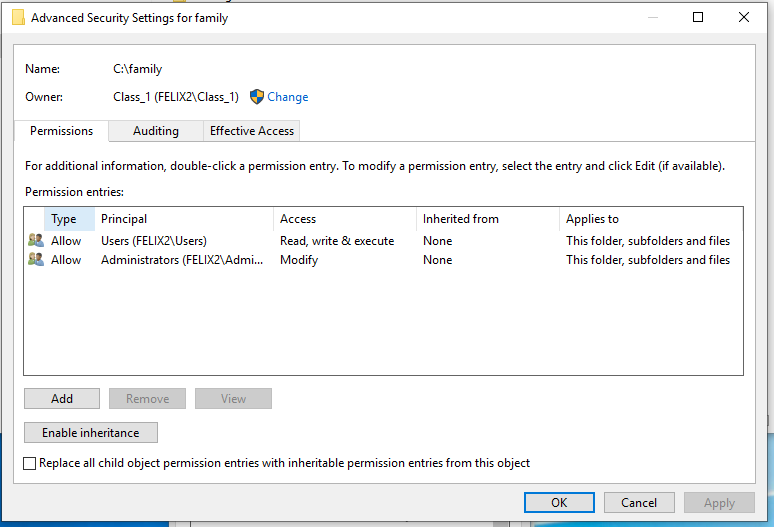 Advanced Security Settings for family
Name: C:\family
Owner: Class_1 (FELIX2\Class_1) Change
Permissions Auditing Effective Access
For additional information, double-click a permission entry. To modify a permission entry, select the entry and click Edit (if available).
Permission entries:
Type Principal Access Inherited from Applies to
Allow Users (FELIX2\Users) Read, write & execute None This folder, subfolders and files
Allow Administrators (FELIX2\Admi... Modify None This folder, subfolders and files
Add Remove View
Enable inheritance
Replace all child object permission entries with inheritable permission entries from this object
OK Cancel Apply